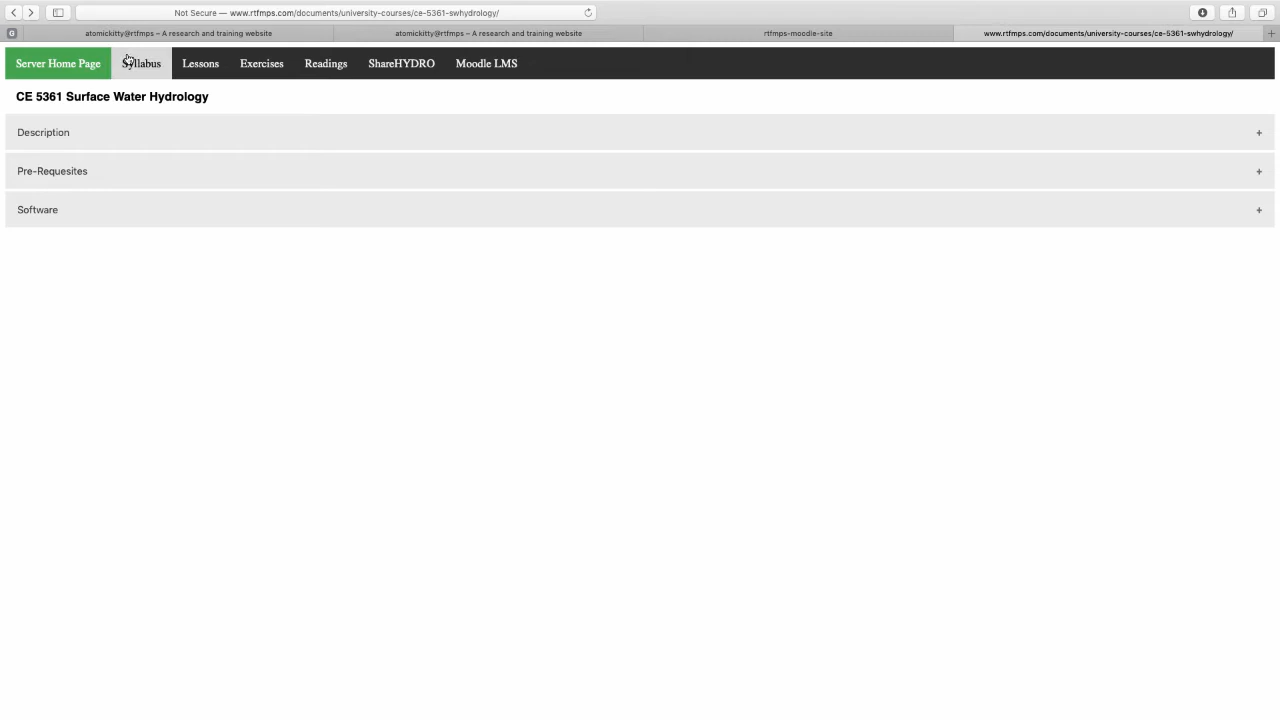 Not Secure — www.rtfmps.com/documents/university-courses/ce-5361-swhydrology/
G
atomickitty@rtfmps – A research and training website
atomickitty@rtfmps – A research and training website
rtfmps-moodle-site
www.rtfmps.com/documents/university-courses/ce-5361-swhydrology/
Server Home Page Syllabus Lessons Exercises Readings ShareHYDRO Moodle LMS
CE 5361 Surface Water Hydrology
Description +
Pre-Requesites +
Software +